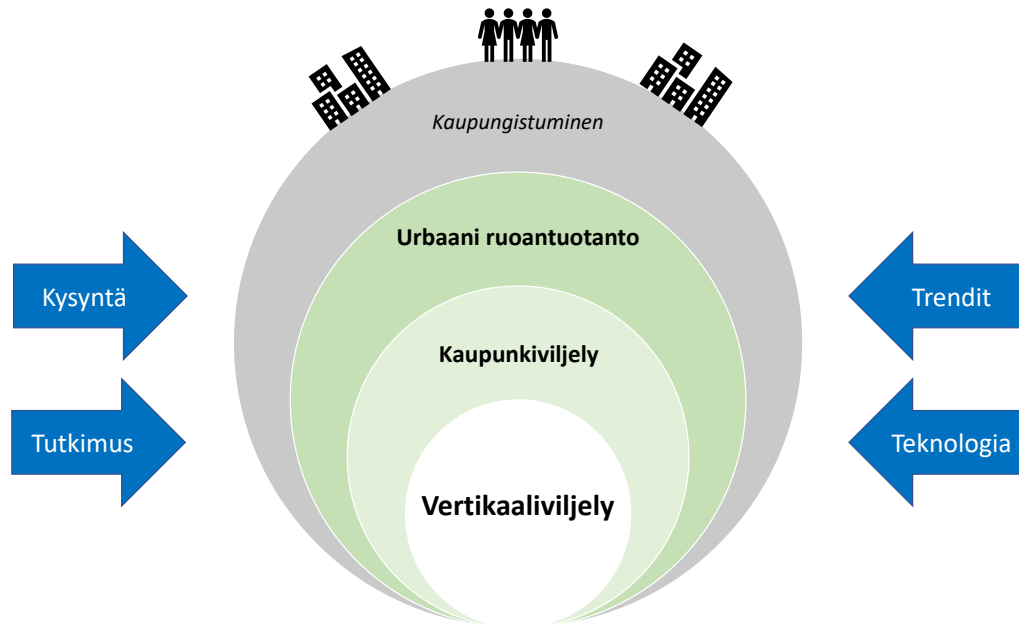 Kaupungistuminen
Urbaani ruoantuotanto
Kysyntä
Trendit
Kaupunkiviljely
Tutkimus
Teknologia
Vertikaaliviljely